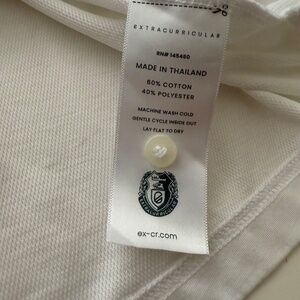 EXTRACURRICULAR
RN# 145480
MADE IN THAILAND
60% COTTON
40% POLYESTER
MACHINE WASH COLD
GENTLE CYCLE INSIDE OUT
LAY FLAT TO DRY
ex-cr.com